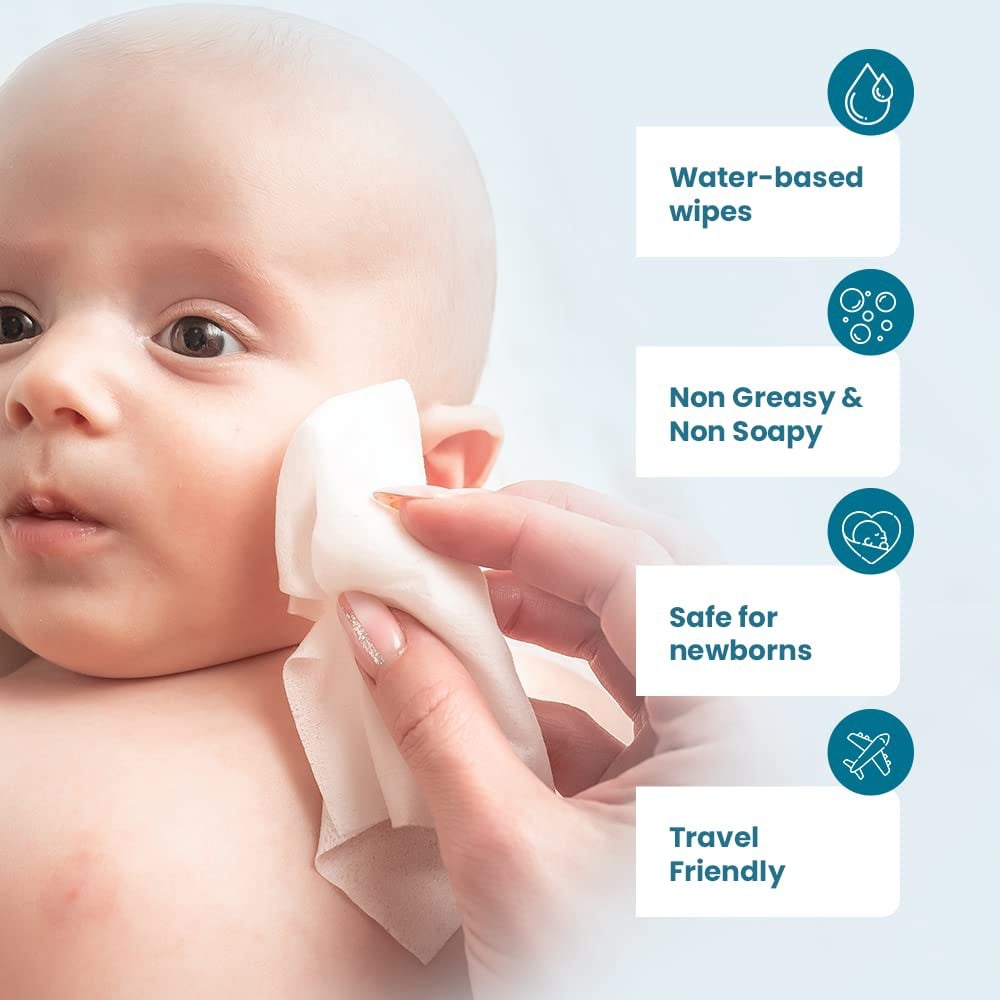 Water-based
wipes
Non Greasy &
Non Soapy
Safe for
newborns
Travel
Friendly